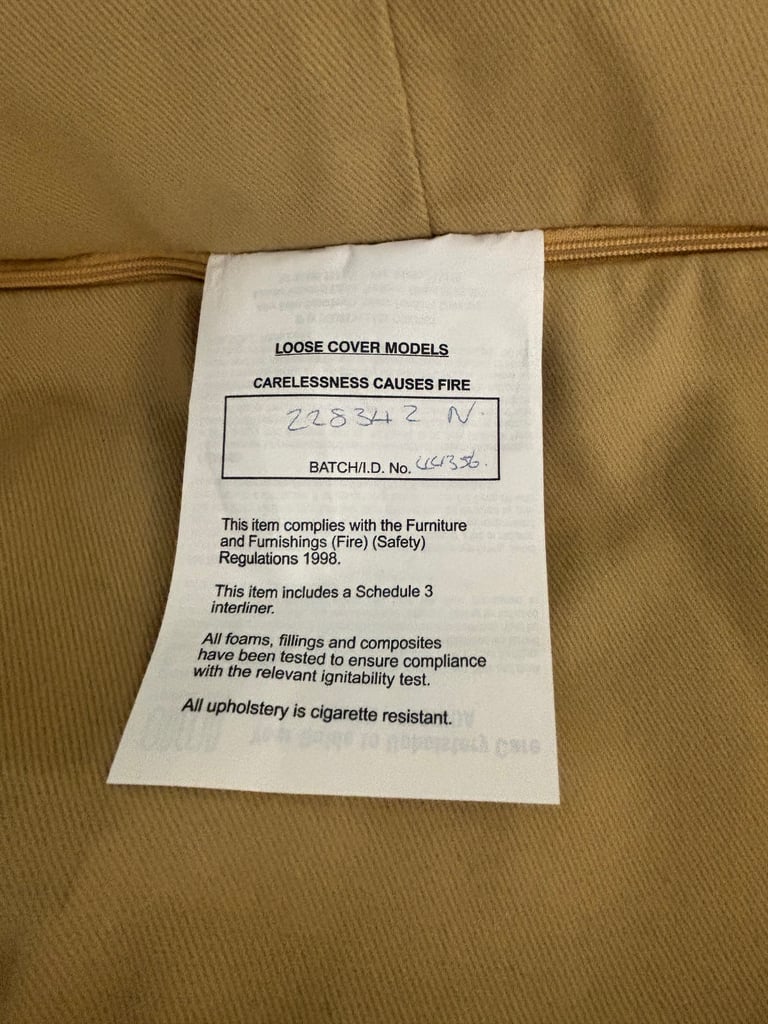 LOOSE COVER MODELS
CARELESSNESS CAUSES FIRE
228342 N.
BATCH/I.D. No. 44356.
This item complies with the Furniture
and Furnishings (Fire) (Safety)
Regulations 1998.
This item includes a Schedule 3
interliner.
All foams, fillings and composites
have been tested to ensure compliance
with the relevant ignitability test.
All upholstery is cigarette resistant.